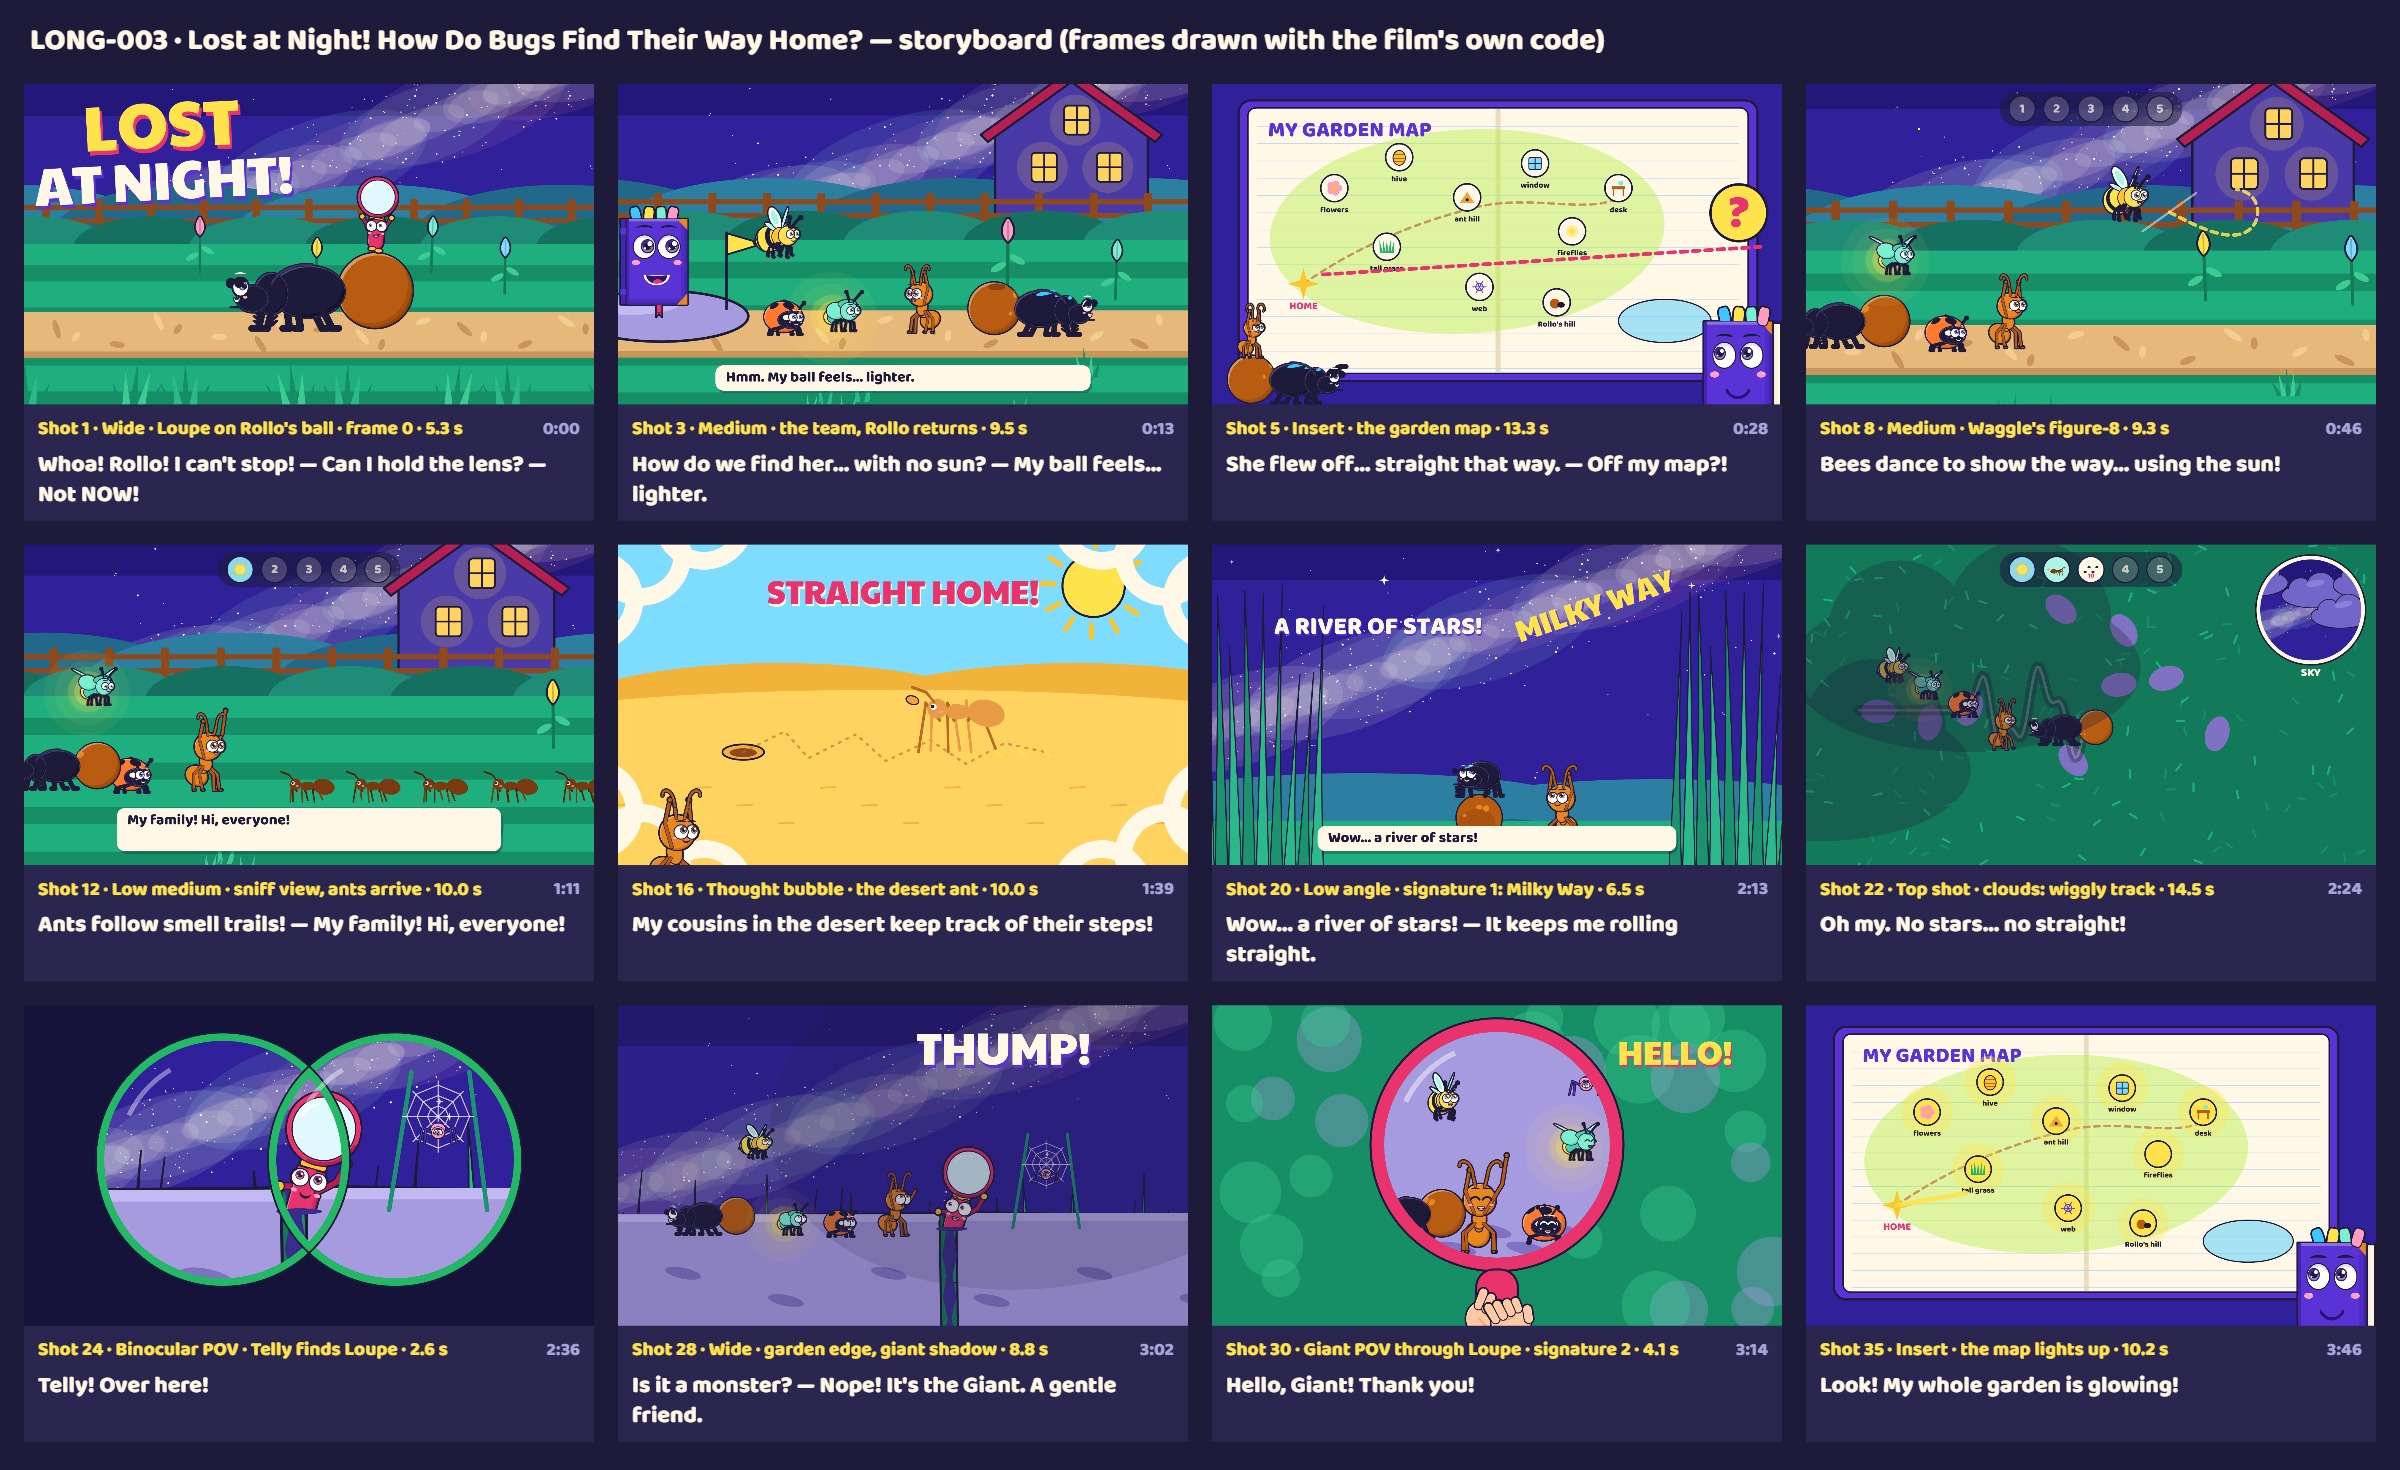 LONG-003 · Lost at Night! How Do Bugs Find Their Way Home? — storyboard (frames drawn with the film's own code)
LOST
AT NIGHT!
Shot 1 · Wide · Loupe on Rollo's ball · frame 0 · 5.3 s
0:00
Whoa! Rollo! I can't stop! — Can I hold the lens? —
Not NOW!
Hmm. My ball feels... lighter.
Shot 3 · Medium · the team, Rollo returns · 9.5 s
0:13
How do we find her... with no sun? — My ball feels...
lighter.
MY GARDEN MAP
hive
window
flowers
ant hill
desk
?
fireflies
tall grass
HOME
web
Rollo's hill
Shot 5 · Insert · the garden map · 13.3 s
0:28
She flew off... straight that way. — Off my map?!
1 2 3 4 5
Shot 8 · Medium · Waggle's figure-8 · 9.3 s
0:46
Bees dance to show the way... using the sun!
2 3 4 5
My family! Hi, everyone!
Shot 12 · Low medium · sniff view, ants arrive · 10.0 s
1:11
Ants follow smell trails! — My family! Hi, everyone!
STRAIGHT HOME!
Shot 16 · Thought bubble · the desert ant · 10.0 s
1:39
My cousins in the desert keep track of their steps!
A RIVER OF STARS!
MILKY WAY
Wow... a river of stars!
Shot 20 · Low angle · signature 1: Milky Way · 6.5 s
2:13
Wow... a river of stars! — It keeps me rolling
straight.
10 4 5
SKY
Shot 22 · Top shot · clouds: wiggly track · 14.5 s
2:24
Oh my. No stars... no straight!
Shot 24 · Binocular POV · Telly finds Loupe · 2.6 s
2:36
Telly! Over here!
THUMP!
Shot 28 · Wide · garden edge, giant shadow · 8.8 s
3:02
Is it a monster? — Nope! It's the Giant. A gentle
friend.
HELLO!
Shot 30 · Giant POV through Loupe · signature 2 · 4.1 s
3:14
Hello, Giant! Thank you!
MY GARDEN MAP
hive
window
flowers
ant hill
desk
fireflies
tall grass
HOME
web
Rollo's hill
Shot 35 · Insert · the map lights up · 10.2 s
3:46
Look! My whole garden is glowing!